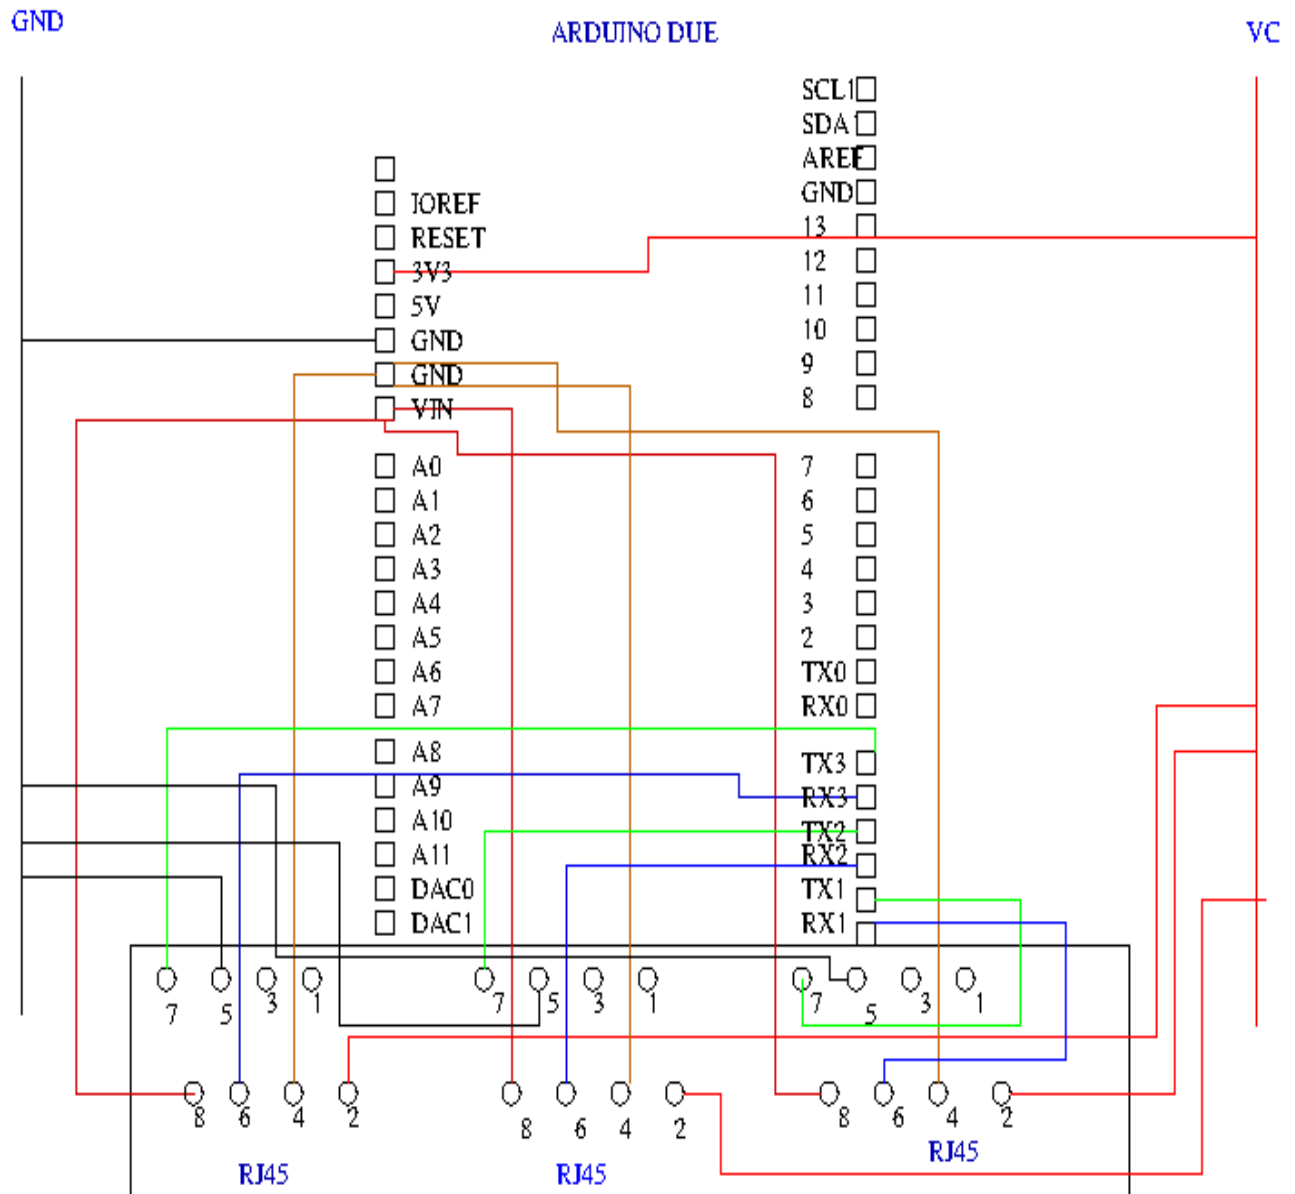 GND
ARDUINO DUE
VC
SCL1
SDA
AREF
GND
13
12
11
10
9
8
IOREF
RESET
3V3
5V
GND
GND
VIN
A0
A1
A2
A3
A4
A5
A6
A7
7
6
5
4
3
2
TX0
RX0
A8
A9
A10
A11
DAC0
DAC1
TX3
RX3
TX2
RX2
TX1
RX1
7 5 3 1
7 5 3 1
7 5 3 1
8 6 4 2
8 6 4 2
8 6 4 2
RJ45
RJ45
RJ45